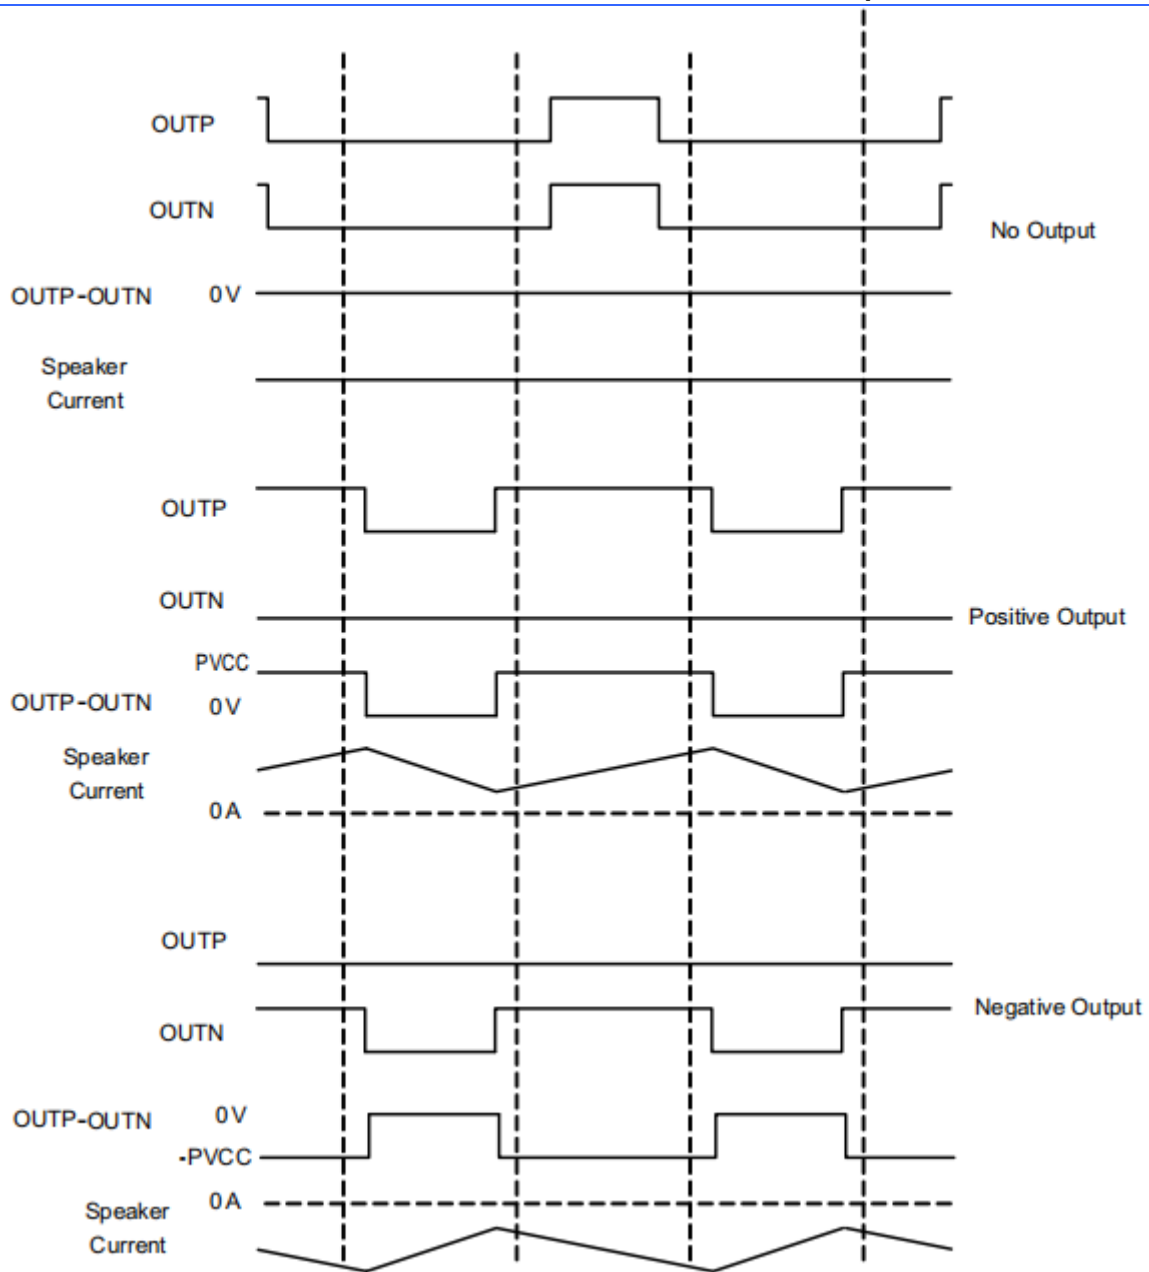 OUTP
OUTN
No Output
OUTP-OUTN 0V
Speaker
Current
OUTP
OUTN
Positive Output
PVCC
OUTP-OUTN 0V
Speaker
Current
0A
OUTP
Negative Output
OUTN
OUTP-OUTN 0V
-PVCC
0A
Speaker
Current